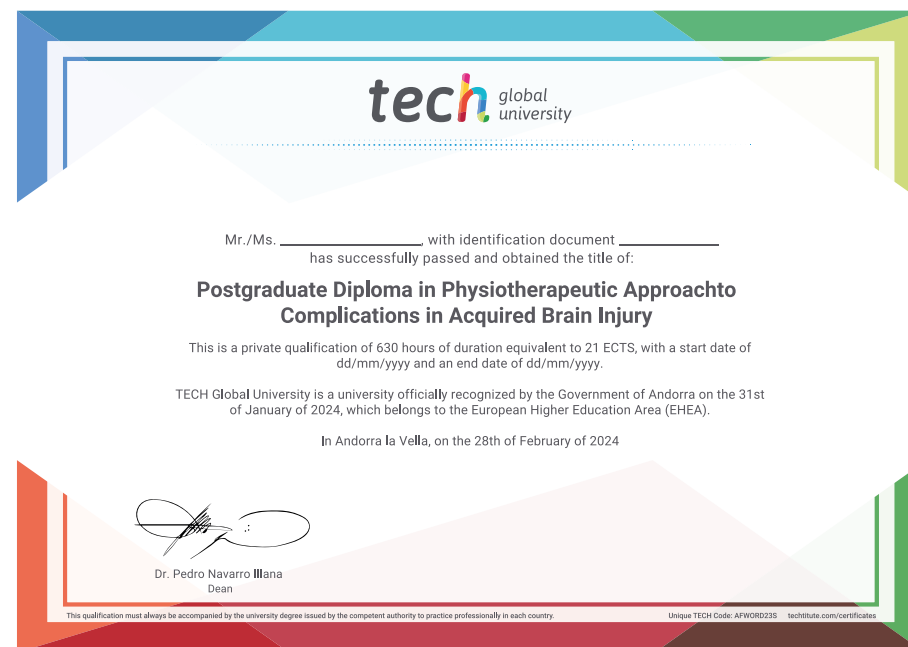 tech global university
Mr./Ms. ____________, with identification document ____________
has successfully passed and obtained the title of:
Postgraduate Diploma in Physiotherapeutic Approachto
Complications in Acquired Brain Injury
This is a private qualification of 630 hours of duration equivalent to 21 ECTS, with a start date of
dd/mm/yyyy and an end date of dd/mm/yyyy.
TECH Global University is a university officially recognized by the Government of Andorra on the 31st
of January of 2024, which belongs to the European Higher Education Area (EHEA).
In Andorra la Vella, on the 28th of February of 2024
Dr. Pedro Navarro Illana
Dean
This qualification must always be accompanied by the university degree issued by the competent authority to practice professionally in each country.
Unique TECH Code: AFWORD23S techtitute.com/certificates